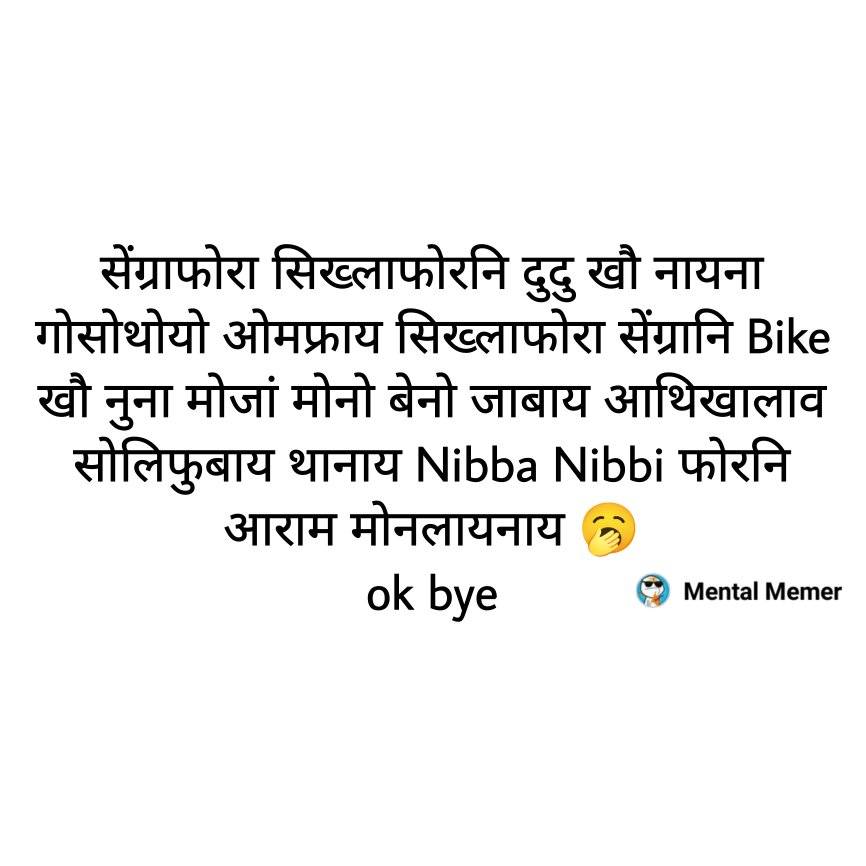 सेंग्राफोरा सिख्लाफोरनि दुदु खौ नायना
गोसोथोयो ओमफ्राय सिख्लाफोरा सेंग्रानि Bike
खौ नुना मोजां मोनो बेनो जाबाय आथिखालाव
सोलिफुबाय थानाय Nibba Nibbi फोरनि
आराम मोनलायनाय 🥱
ok bye
Mental Memer